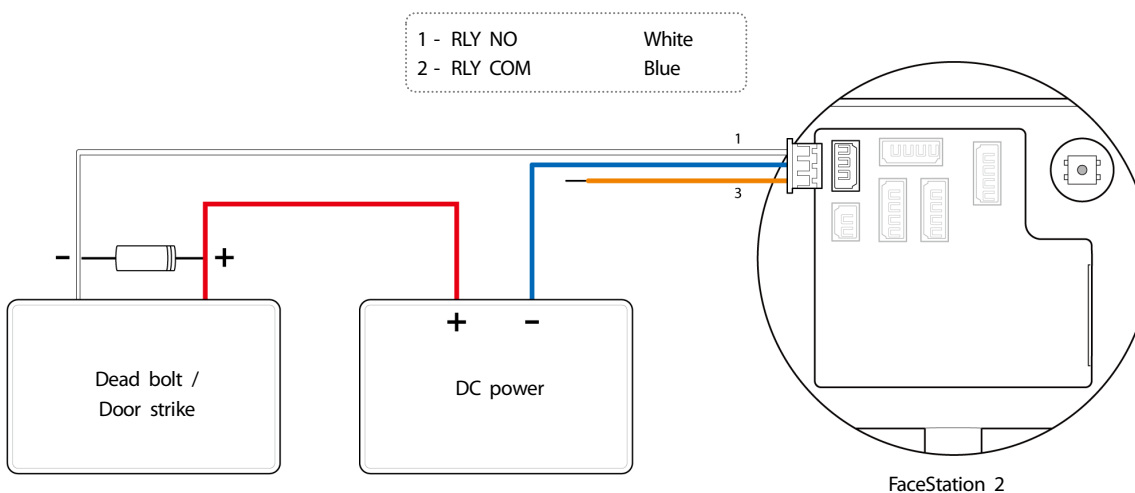 1 - RLY NO White
2 - RLY COM Blue
1
3
- +
+ -
Dead bolt /
Door strike
DC power
FaceStation 2